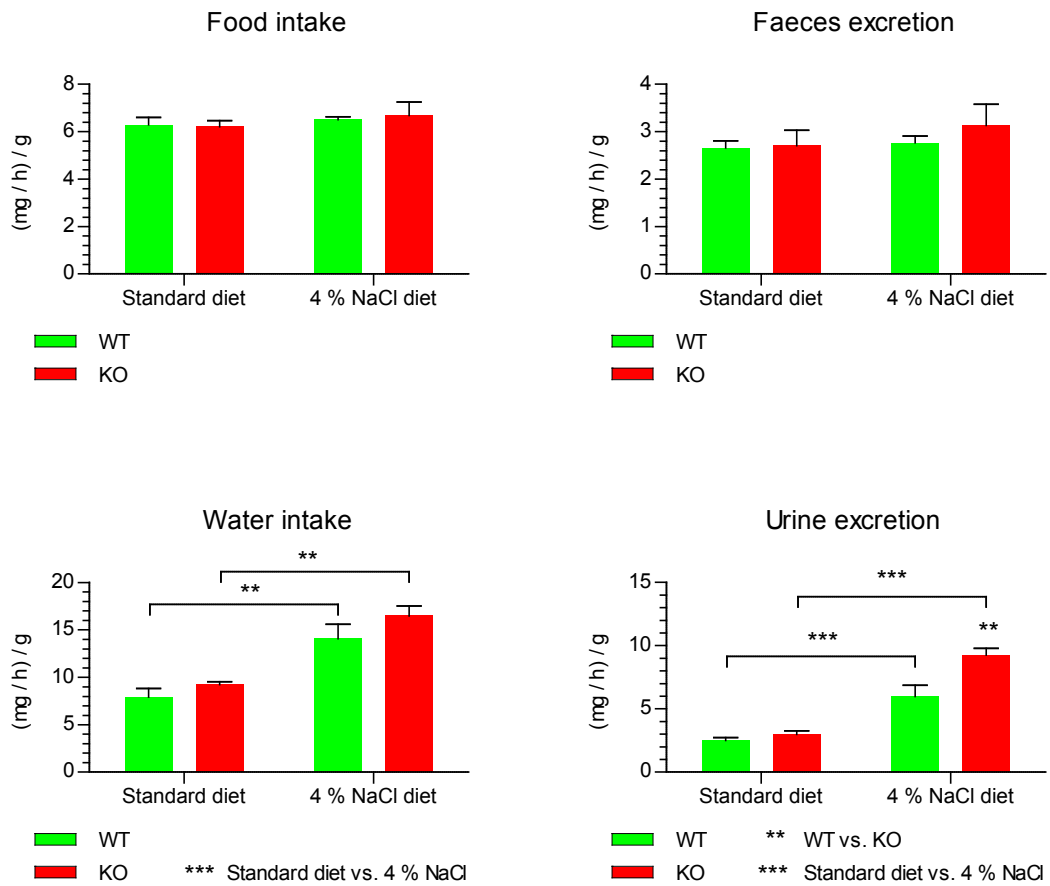 Food intake
(mg / h) / g
8
6
4
2
0
Standard diet
4 % NaCl diet
WT
KO
Faeces excretion
(mg / h) / g
4
3
2
1
0
Standard diet
4 % NaCl diet
WT
KO
Water intake
(mg / h) / g
20
15
10
5
0
**
**
Standard diet
4 % NaCl diet
WT
KO
*** Standard diet vs. 4 % NaCl
Urine excretion
(mg / h) / g
15
10
5
0
***
***
**
Standard diet
4 % NaCl diet
WT
** WT vs. KO
KO
*** Standard diet vs. 4 % NaCl